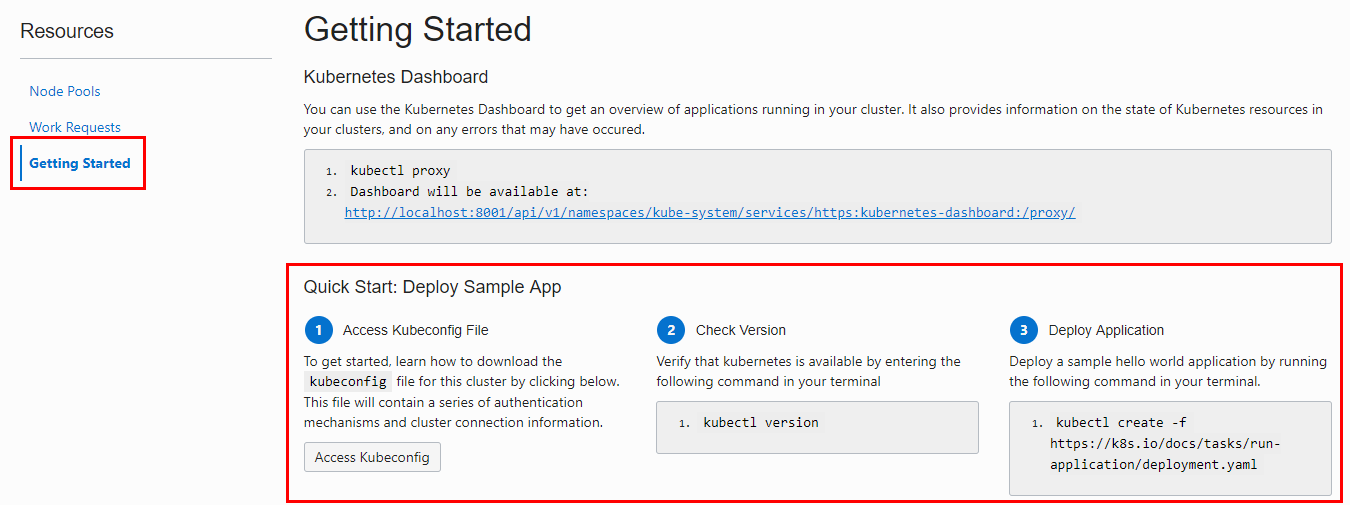 Resources
Node Pools
Work Requests
Getting Started
Getting Started
Kubernetes Dashboard
You can use the Kubernetes Dashboard to get an overview of applications running in your cluster. It also provides information on the state of Kubernetes resources in
your clusters, and on any errors that may have occured.
1. kubectl proxy
2. Dashboard will be available at:
http://localhost:8001/api/v1/namespaces/kube-system/services/https:kubernetes-dashboard:/proxy/
Quick Start: Deploy Sample App
1 Access Kubeconfig File
To get started, learn how to download the
kubeconfig file for this cluster by clicking below.
This file will contain a series of authentication
mechanisms and cluster connection information.
Access Kubeconfig
2 Check Version
Verify that kubernetes is available by entering the
following command in your terminal
1. kubectl version
3 Deploy Application
Deploy a sample hello world application by running
the following command in your terminal.
1. kubectl create -f
https://k8s.io/docs/tasks/run-
application/deployment.yaml